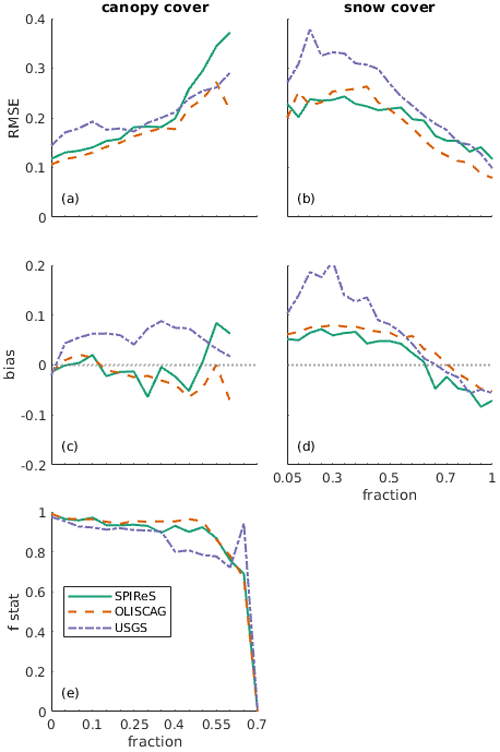 canopy cover
snow cover
0.4
0.3
0.2
0.1
0
RMSE
(a)
(b)
0.2
0.1
0
-0.1
-0.2
bias
(c)
(d)
0.05
0.3
0.5
0.7
1
fraction
1
0.8
0.6
0.4
0.2
0
f stat
SPIReS
OLISCAG
USGS
(e)
0
0.1
0.25
0.4
0.55
0.7
fraction